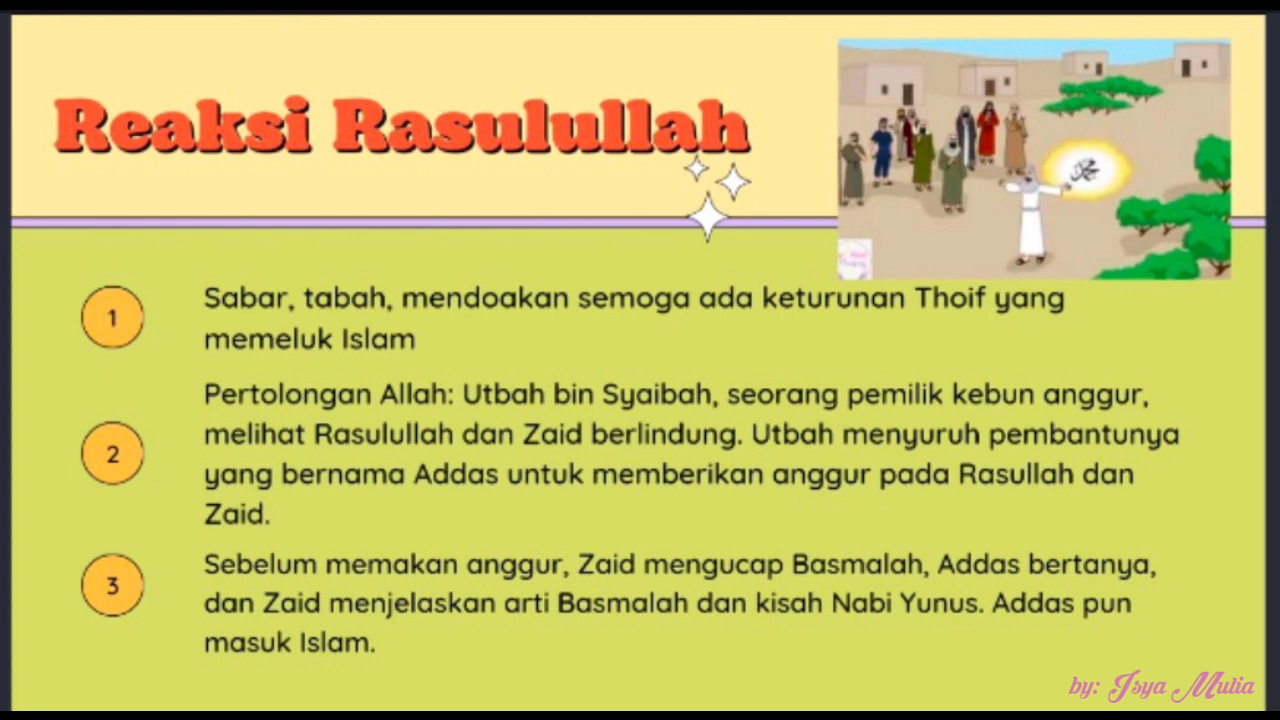 Reaksi Rasulullah
1
Sabar, tabah, mendoakan semoga ada keturunan Thoif yang
memeluk Islam
2
Pertolongan Allah: Utbah bin Syaibah, seorang pemilik kebun anggur,
melihat Rasulullah dan Zaid berlindung. Utbah menyuruh pembantunya
yang bernama Addas untuk memberikan anggur pada Rasullah dan
Zaid.
3
Sebelum memakan anggur, Zaid mengucap Basmalah, Addas bertanya,
dan Zaid menjelaskan arti Basmalah dan kisah Nabi Yunus. Addas pun
masuk Islam.
by: Isya Mulia